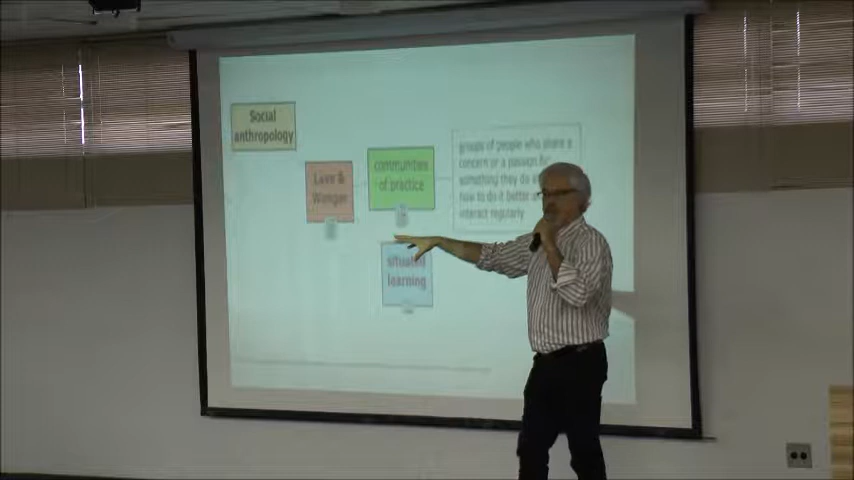 Social
anthropology
Lave &
Wenger
communities
of practice
groups of people who share a
concern or a passion for
something they do
how to do it better
interact regularly
situated
learning